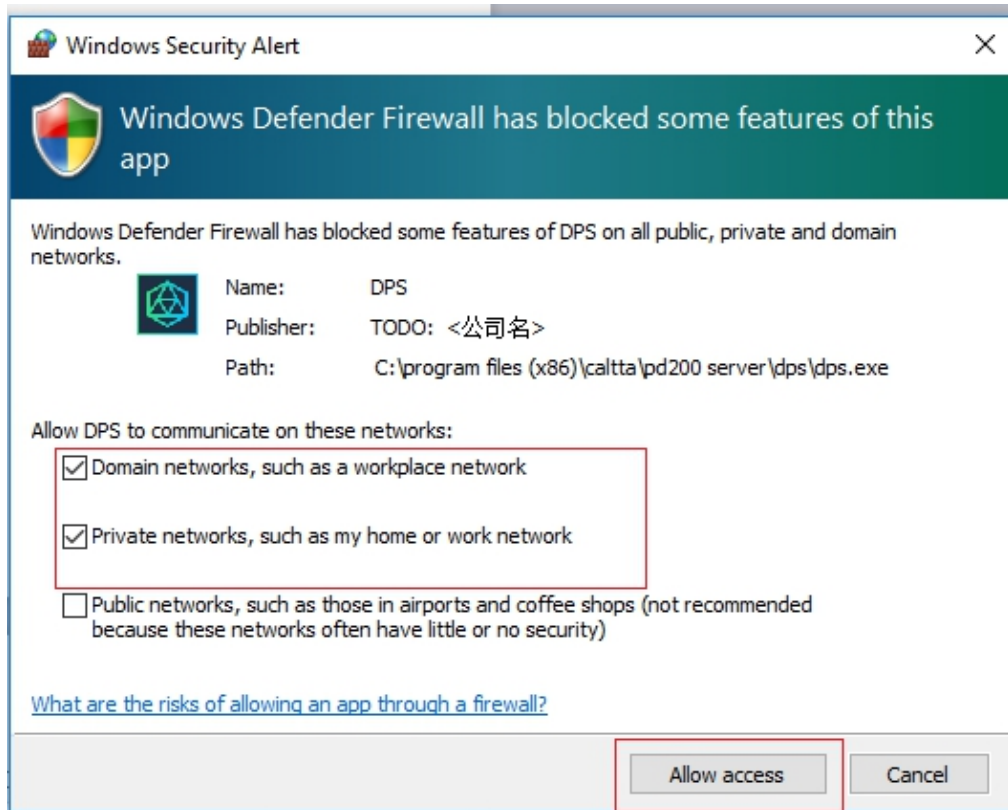 Windows Security Alert
Windows Defender Firewall has blocked some features of this
app
Windows Defender Firewall has blocked some features of DPS on all public, private and domain
networks.
Name: DPS
Publisher: TODO: <公司名>
Path: C:\program files (x86)\caltta\pd200 server\dps\dps.exe
Allow DPS to communicate on these networks:
Domain networks, such as a workplace network
Private networks, such as my home or work network
Public networks, such as those in airports and coffee shops (not recommended
because these networks often have little or no security)
What are the risks of allowing an app through a firewall?
Allow access Cancel